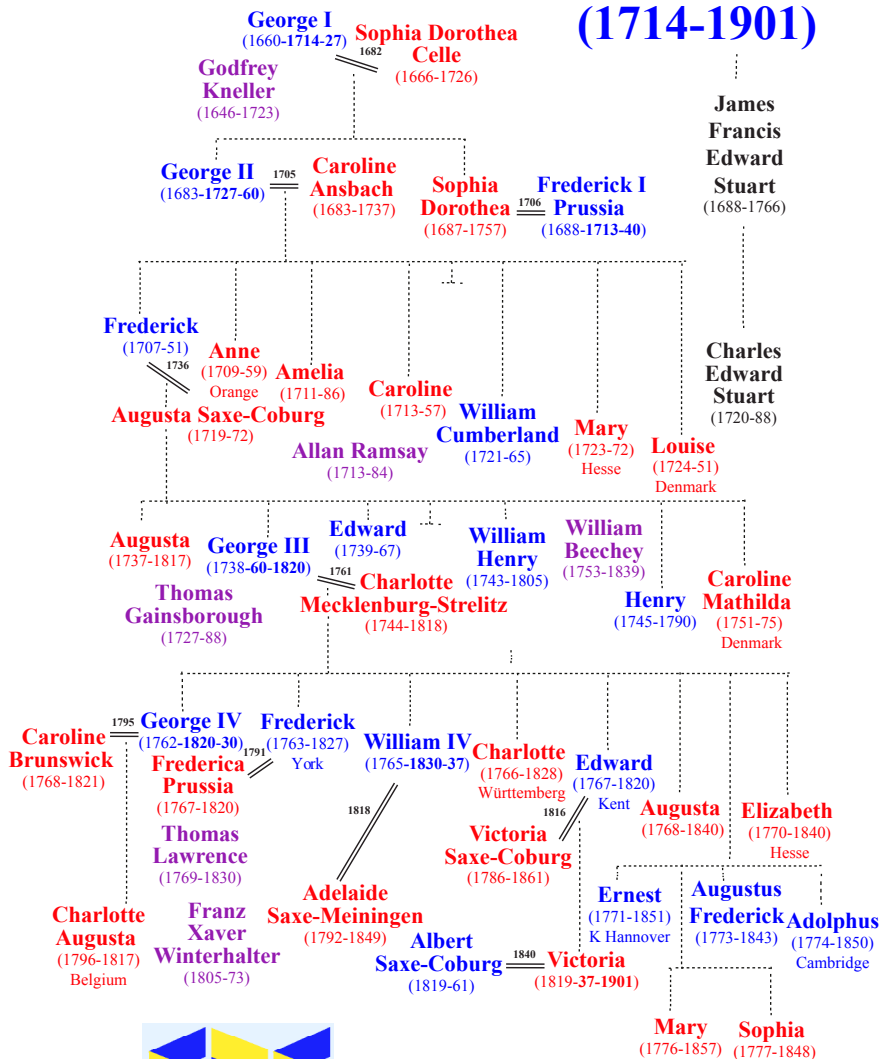 (1714-1901)
George I
(1660-1714-27)
1682
Sophia Dorothea
Celle
(1666-1726)
Godfrey
Kneller
(1646-1723)
James
Francis
Edward
Stuart
(1688-1766)
George II
(1683-1727-60)
1705
Caroline
Ansbach
(1683-1737)
Sophia
Dorothea
(1687-1757)
1706
Frederick I
Prussia
(1688-1713-40)
Frederick
(1707-51)
1736
Anne
(1709-59)
Orange
Amelia
(1711-86)
Augusta Saxe-Coburg
(1719-72)
Caroline
(1713-57)
William
Cumberland
(1721-65)
Mary
(1723-72)
Hesse
Louise
(1724-51)
Denmark
Charles
Edward
Stuart
(1720-88)
Allan Ramsay
(1713-84)
Augusta
(1737-1817)
George III
(1738-60-1820)
1761
Edward
(1739-67)
Charlotte
Mecklenburg-Strelitz
(1744-1818)
William
Henry
(1743-1805)
William
Beechey
(1753-1839)
Henry
(1745-1790)
Caroline
Mathilda
(1751-75)
Denmark
Thomas
Gainsborough
(1727-88)
Caroline
Brunswick
(1768-1821)
1795
George IV
(1762-1820-30)
Frederica
Prussia
(1767-1820)
1791
Frederick
(1763-1827)
York
William IV
(1765-1830-37)
1818
Charlotte
(1766-1828)
Württemberg
Edward
(1767-1820)
Kent
1816
Victoria
Saxe-Coburg
(1786-1861)
Augusta
(1768-1840)
Elizabeth
(1770-1840)
Hesse
Thomas
Lawrence
(1769-1830)
Adelaide
Saxe-Meiningen
(1792-1849)
Ernest
(1771-1851)
K Hannover
Augustus
Frederick
(1773-1843)
Adolphus
(1774-1850)
Cambridge
Charlotte
Augusta
(1796-1817)
Belgium
Franz
Xaver
Winterhalter
(1805-73)
Albert
Saxe-Coburg
(1819-61)
1840
Victoria
(1819-37-1901)
Mary
(1776-1857)
Sophia
(1777-1848)